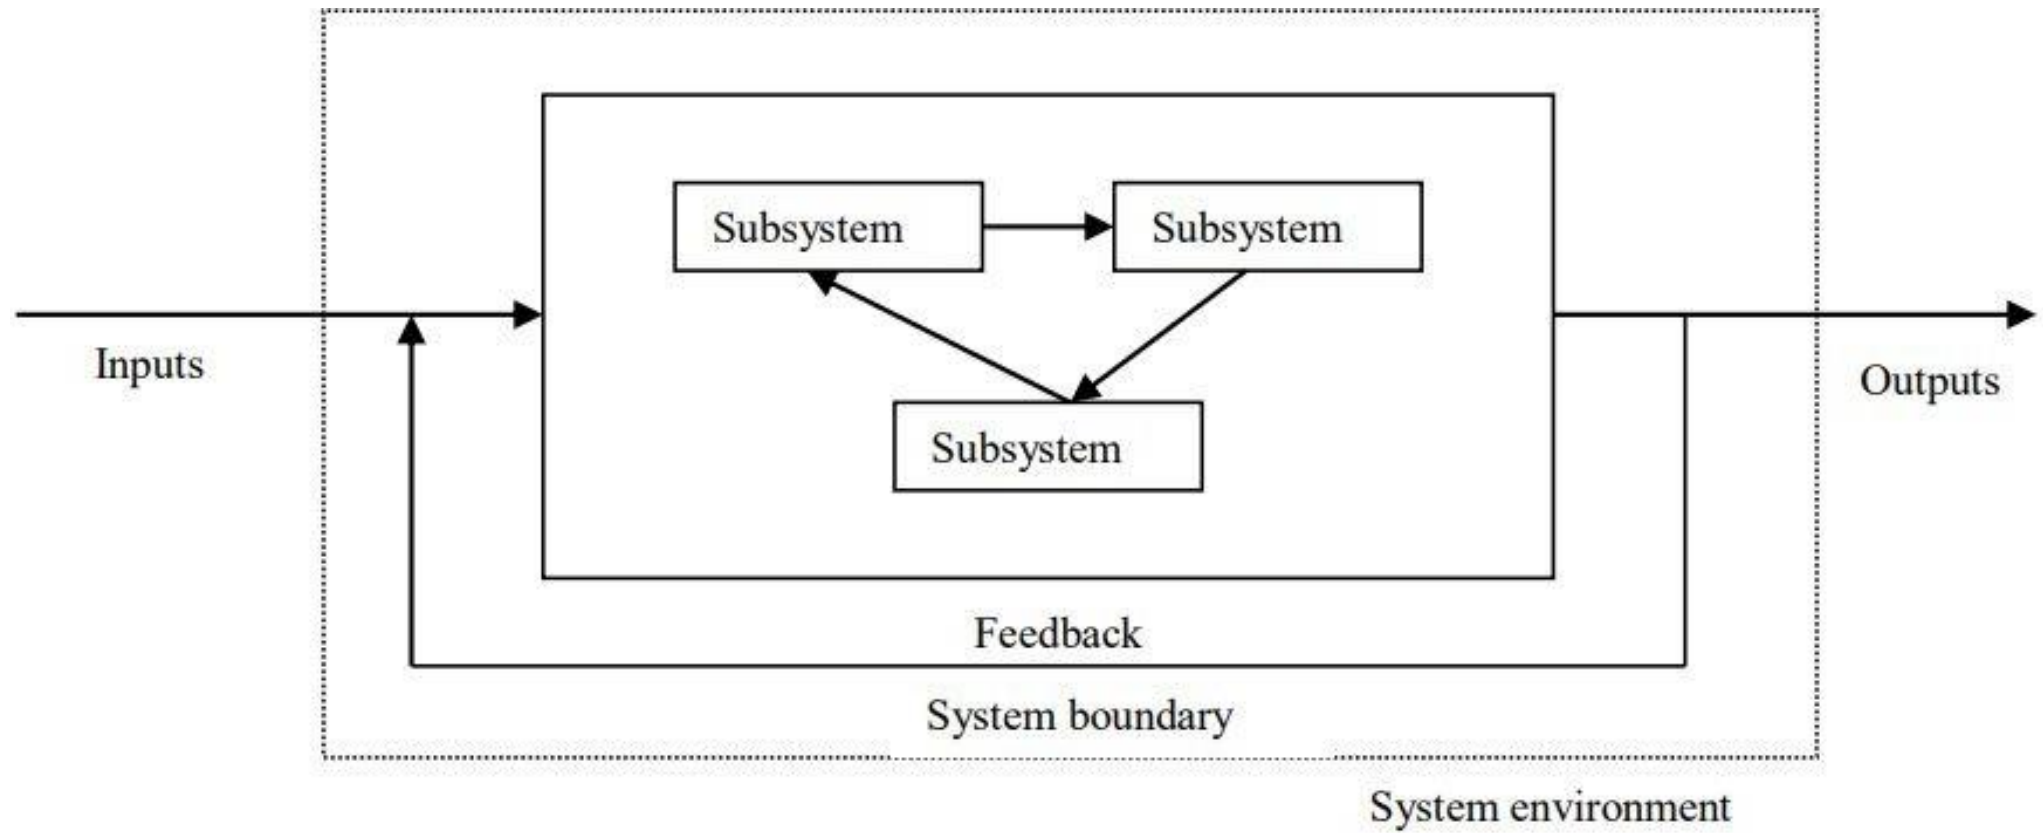 Subsystem
Subsystem
Inputs
Outputs
Subsystem
Feedback
System boundary
System environment